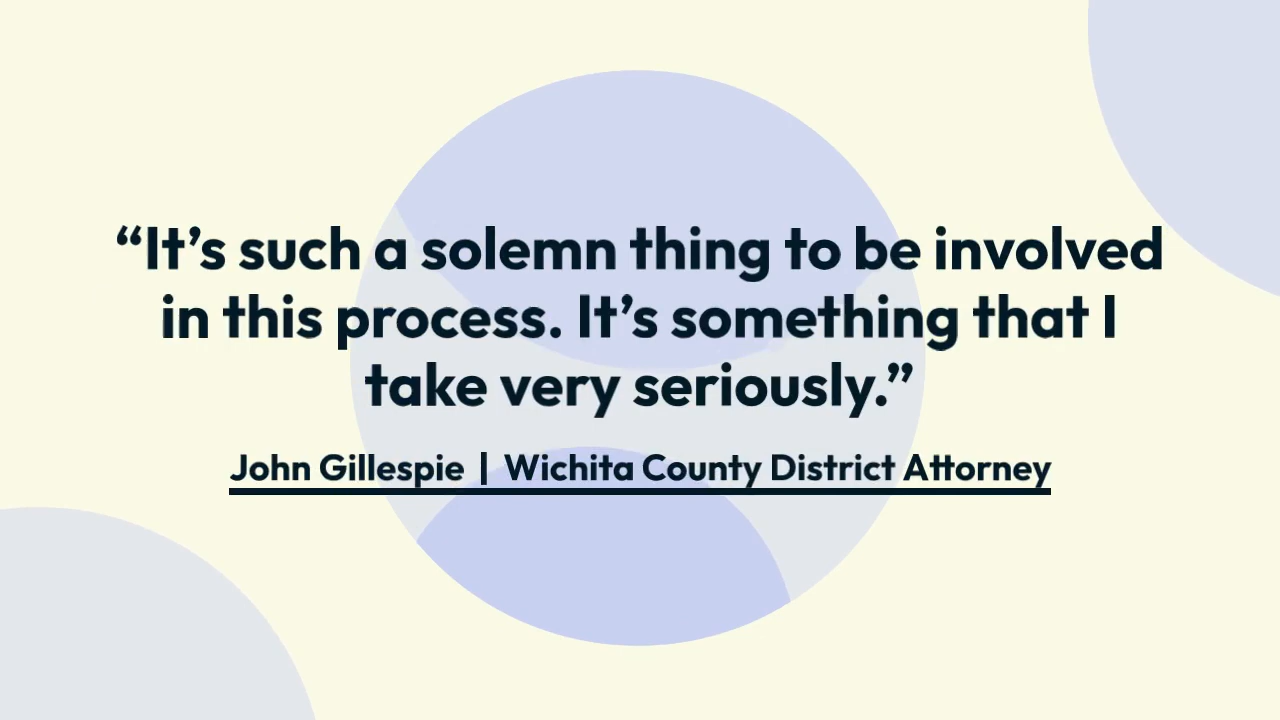 “It’s such a solemn thing to be involved
in this process. It’s something that I
take very seriously.”
John Gillespie | Wichita County District Attorney